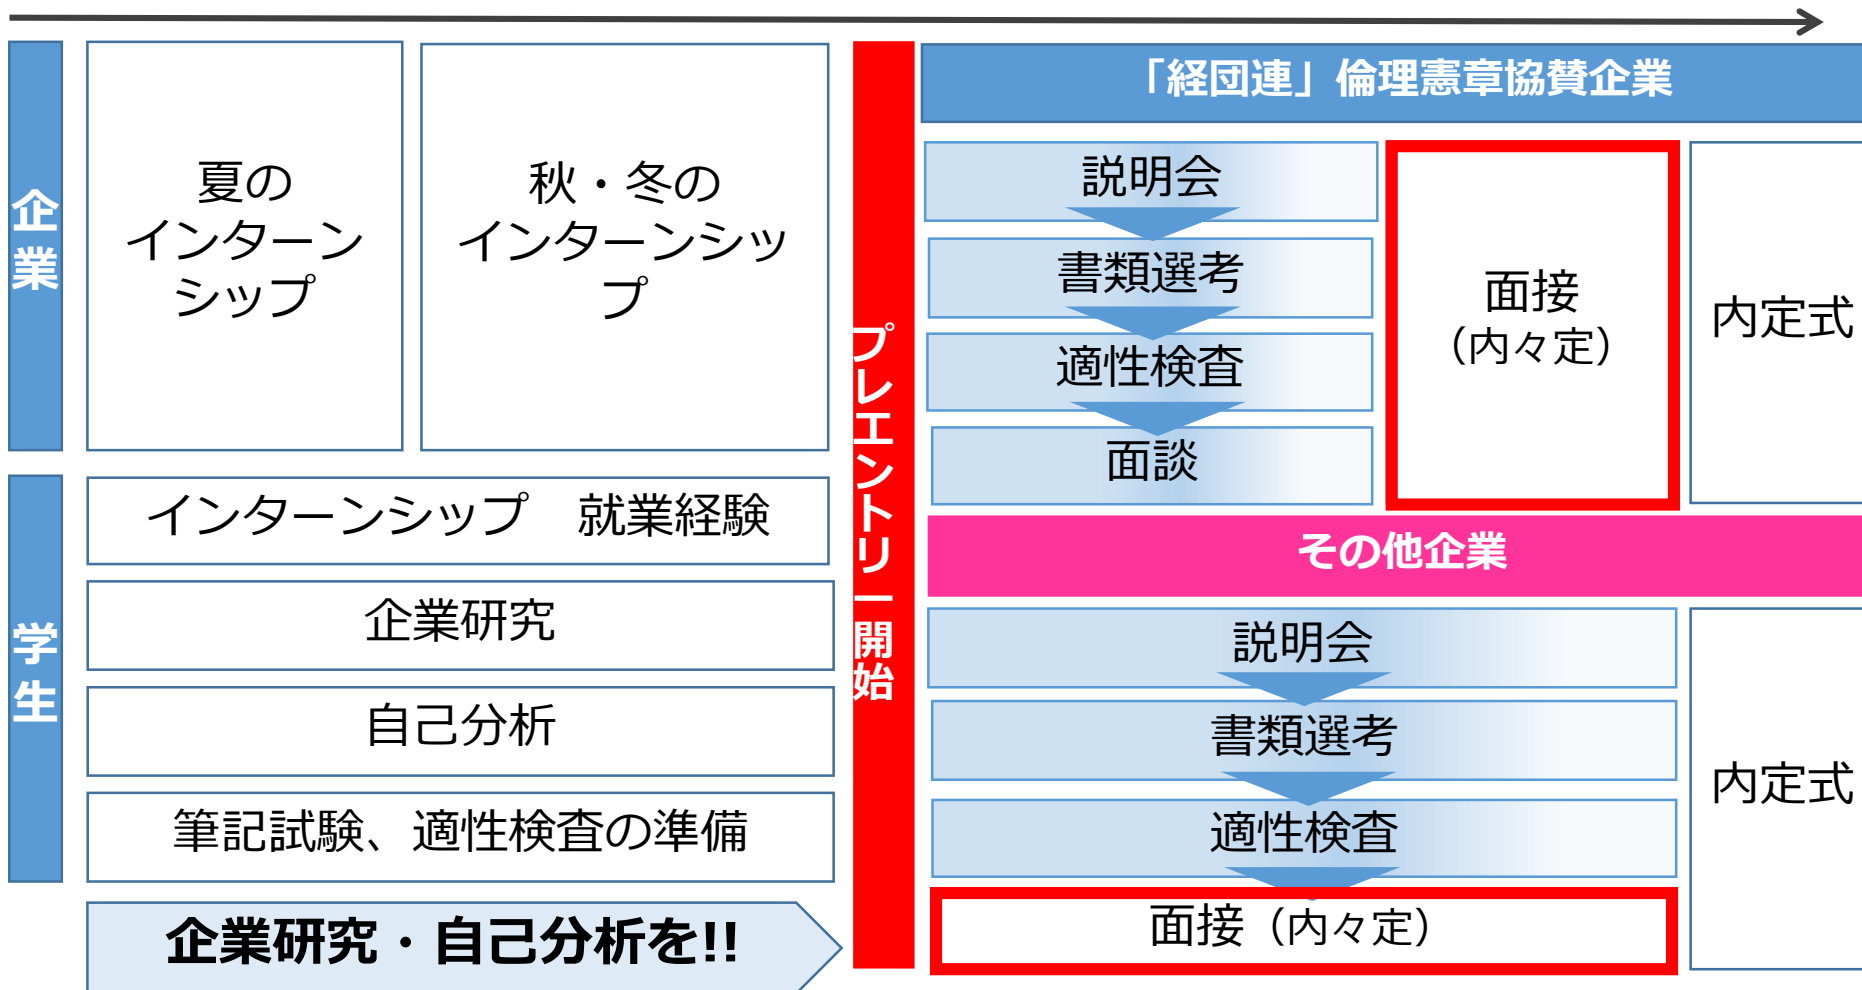 企業
夏の
インターン
シップ
秋・冬の
インターンシッ
プ
学生
インターンシップ　就業経験
企業研究
自己分析
筆記試験、適性検査の準備
企業研究・自己分析を!!
プレエントリー開始
「経団連」倫理憲章協賛企業
説明会
書類選考
適性検査
面談
面接
（内々定）
内定式
その他企業
説明会
書類選考
適性検査
面接（内々定）
内定式